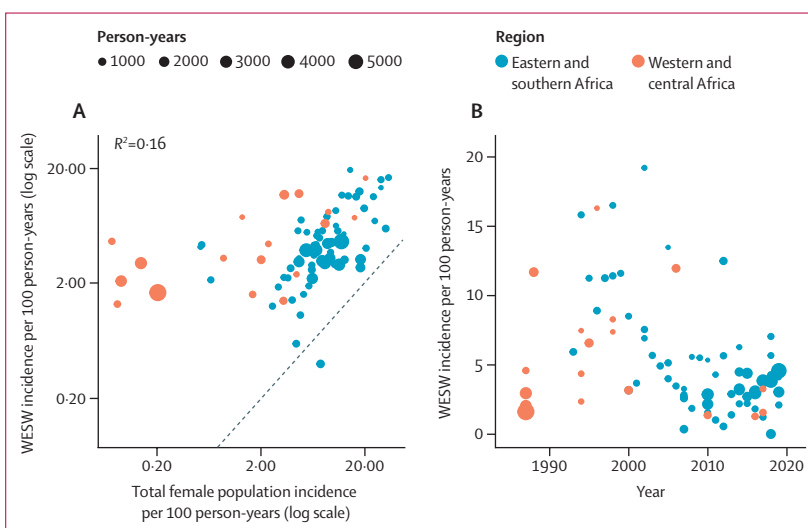 Person-years
1000 2000 3000 4000 5000
Region
Eastern and
southern Africa
Western and
central Africa
A
R²=0·16
WESW incidence per 100 person-years (log scale)
20·00
2·00
0·20
0·20 2·00 20·00
Total female population incidence
per 100 person-years (log scale)
B
WESW incidence per 100 person-years
20
15
10
5
0
1990 2000 2010 2020
Year